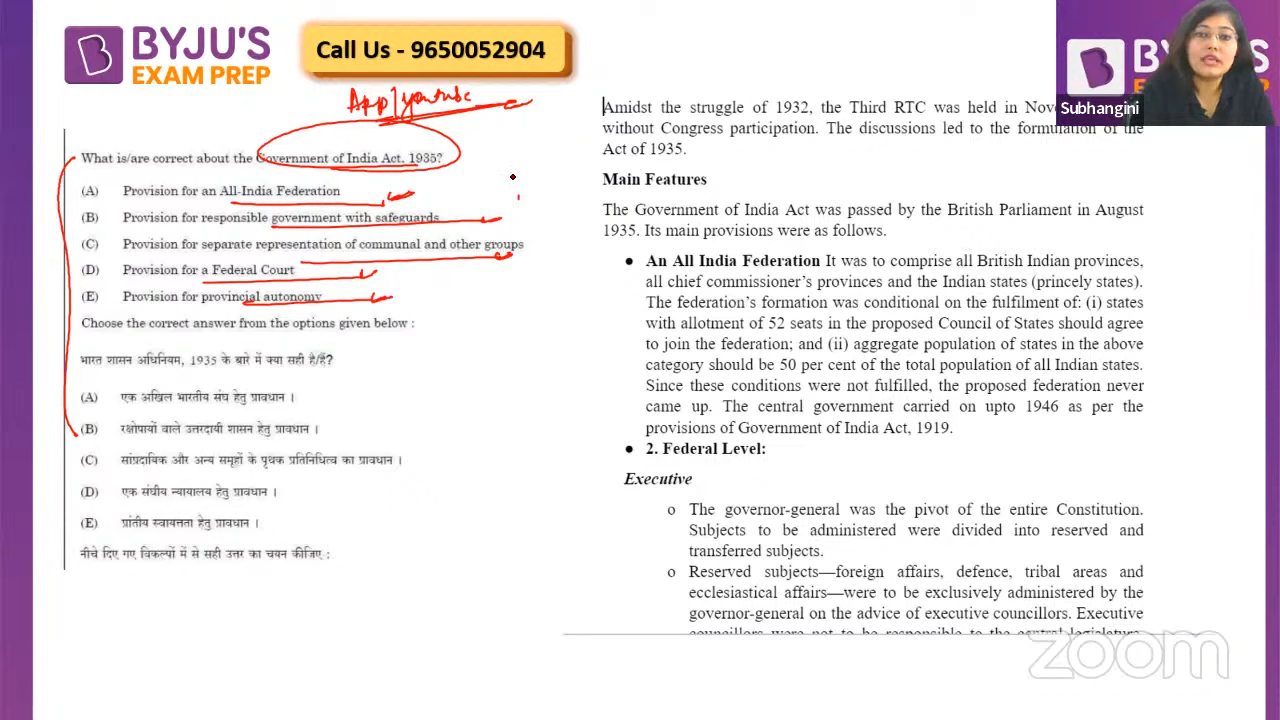 BYJU'S
EXAM PREP
Call Us - 9650052904
App/youtube
What is/are correct about the Government of India Act, 1935?
(A) Provision for an All-India Federation
(B) Provision for responsible government with safeguards
(C) Provision for separate representation of communal and other groups
(D) Provision for a Federal Court
(E) Provision for provincial autonomy
Choose the correct answer from the options given below :
भारत शासन अधिनियम, 1935 के बारे में क्या सही है/हैं?
(A) एक अखिल भारतीय संघ हेतु प्रावधान ।
(B) रक्षोपायों वाले उत्तरदायी शासन हेतु प्रावधान ।
(C) सांप्रदायिक और अन्य समूहों के पृथक प्रतिनिधित्व का प्रावधान ।
(D) एक संघीय न्यायालय हेतु प्रावधान ।
(E) प्रांतीय स्वायत्तता हेतु प्रावधान ।
नीचे दिए गए विकल्पों में से सही उत्तर का चयन कीजिए :
Amidst the struggle of 1932, the Third RTC was held in Nove
without Congress participation. The discussions led to the formulation of the
Act of 1935.
Main Features
The Government of India Act was passed by the British Parliament in August
1935. Its main provisions were as follows.
● An All India Federation It was to comprise all British Indian provinces,
all chief commissioner's provinces and the Indian states (princely states).
The federation's formation was conditional on the fulfilment of: (i) states
with allotment of 52 seats in the proposed Council of States should agree
to join the federation; and (ii) aggregate population of states in the above
category should be 50 per cent of the total population of all Indian states.
Since these conditions were not fulfilled, the proposed federation never
came up. The central government carried on upto 1946 as per the
provisions of Government of India Act, 1919.
● 2. Federal Level:
Executive
o The governor-general was the pivot of the entire Constitution.
Subjects to be administered were divided into reserved and
transferred subjects.
o Reserved subjects—foreign affairs, defence, tribal areas and
ecclesiastical affairs—were to be exclusively administered by the
governor-general on the advice of executive councillors. Executive
councillors were not to be responsible to the central legislature.
BYJ
EXA
Subhangini
zoom